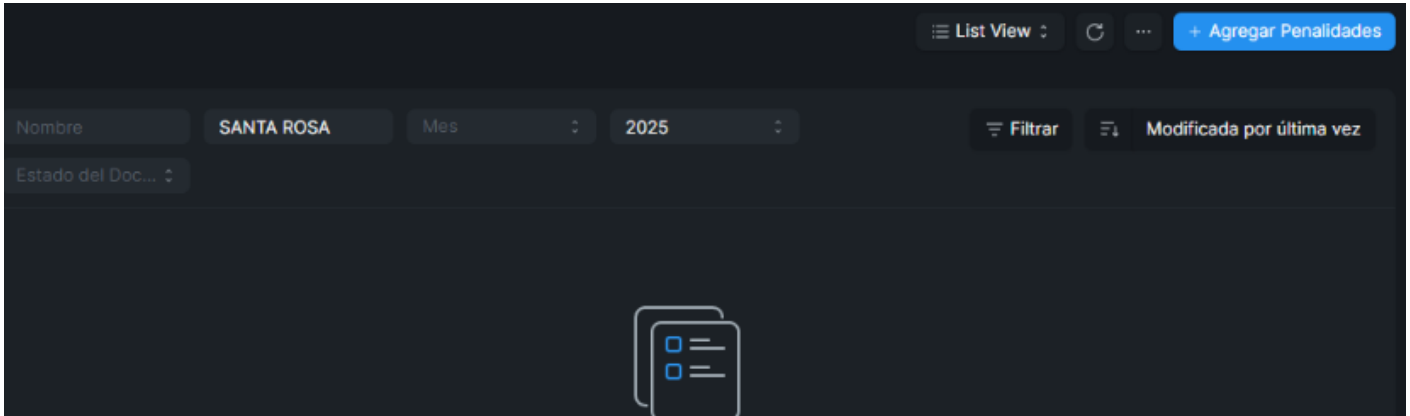 List View ... + Agregar Penalidades
Nombre SANTA ROSA Mes 2025 Filtrar Modificada por última vez
Estado del Doc...